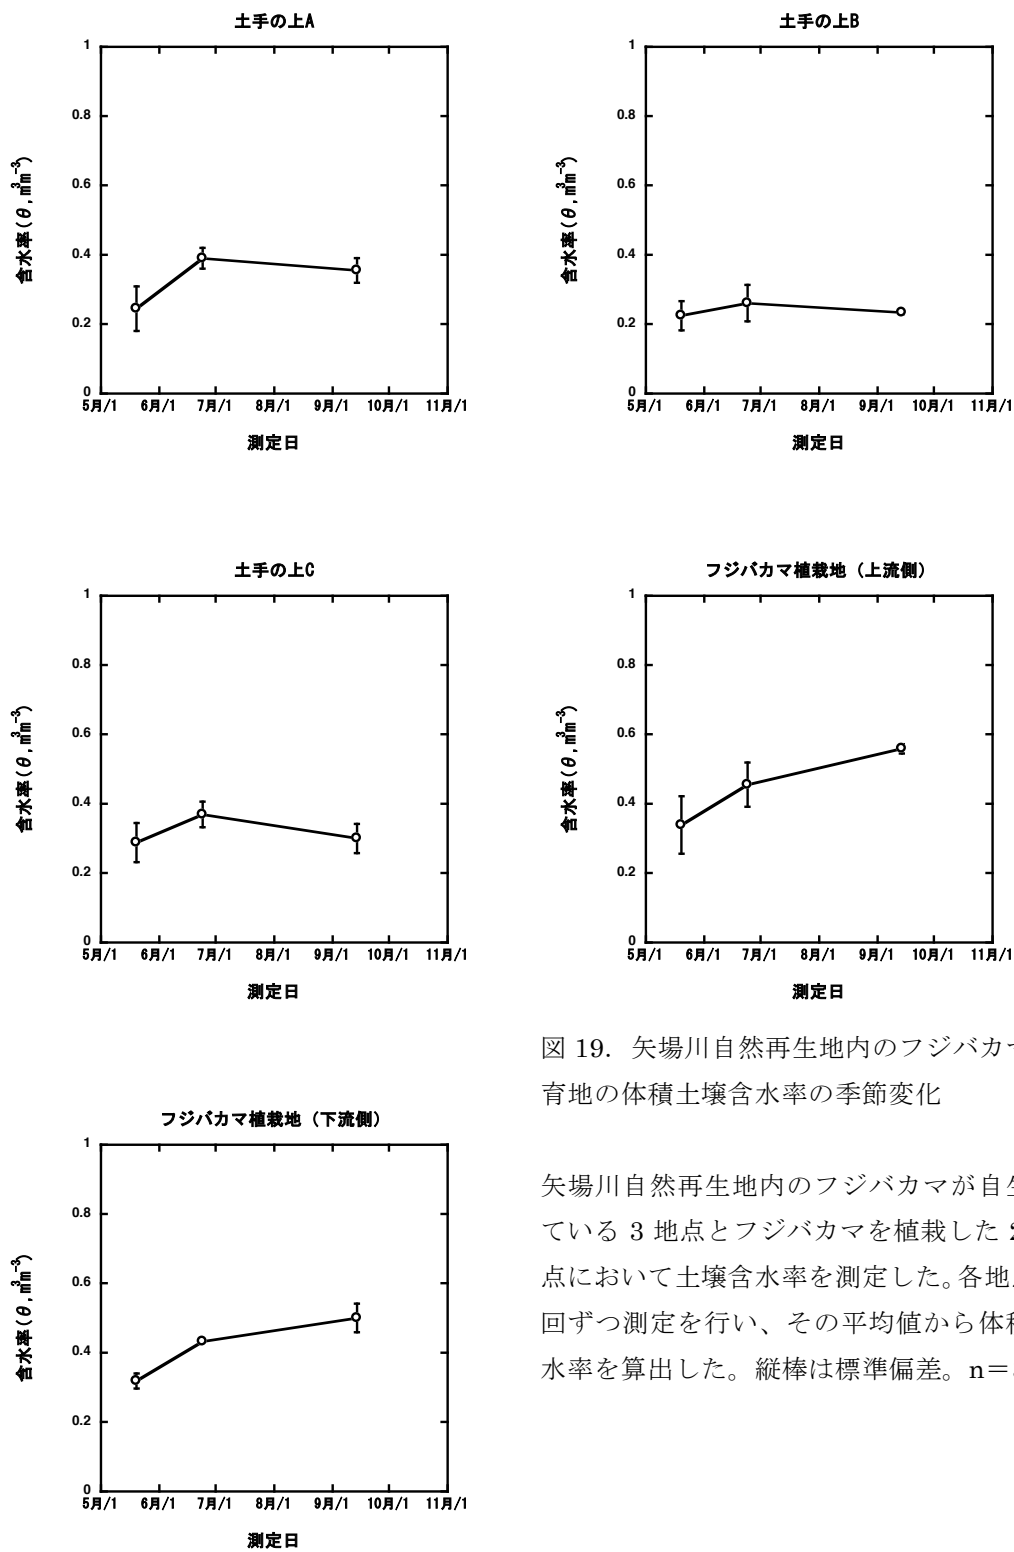 土手の上A
1
0.8
0.6
0.4
0.2
0
含水率(θ,m³m⁻³)
5月/1 6月/1 7月/1 8月/1 9月/1 10月/1 11月/1
測定日
土手の上B
1
0.8
0.6
0.4
0.2
0
含水率(θ,m³m⁻³)
5月/1 6月/1 7月/1 8月/1 9月/1 10月/1 11月/1
測定日
土手の上C
1
0.8
0.6
0.4
0.2
0
含水率(θ,m³m⁻³)
5月/1 6月/1 7月/1 8月/1 9月/1 10月/1 11月/1
測定日
フジバカマ植栽地（上流側）
1
0.8
0.6
0.4
0.2
0
含水率(θ,m³m⁻³)
5月/1 6月/1 7月/1 8月/1 9月/1 10月/1 11月/1
測定日
フジバカマ植栽地（下流側）
1
0.8
0.6
0.4
0.2
0
含水率(θ,m³m⁻³)
5月/1 6月/1 7月/1 8月/1 9月/1 10月/1 11月/1
測定日
図 19. 矢場川自然再生地内のフジバカ
育地の体積土壌含水率の季節変化
矢場川自然再生地内のフジバカマが自生
ている 3 地点とフジバカマを植栽した 2
点において土壌含水率を測定した。各地
回ずつ測定を行い、その平均値から体積
水率を算出した。縦棒は標準偏差。n＝